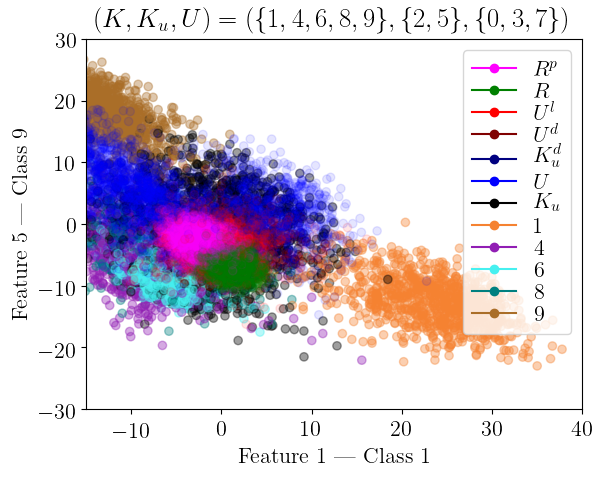 (K, K_u, U) = ({1, 4, 6, 8, 9}, {2, 5}, {0, 3, 7})
30
20
10
0
−10
−20
−30
Feature 5 — Class 9
R^p
R
U^l
U^d
K_u^d
U
K_u
1
4
6
8
9
−10
0
10
20
30
40
Feature 1 — Class 1